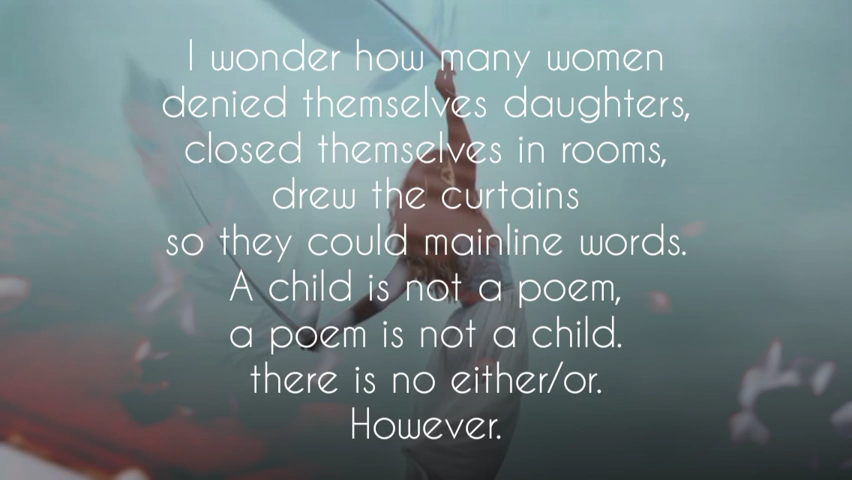 I wonder how many women
denied themselves daughters,
closed themselves in rooms,
drew the curtains
so they could mainline words.
A child is not a poem,
a poem is not a child.
there is no either/or.
However.